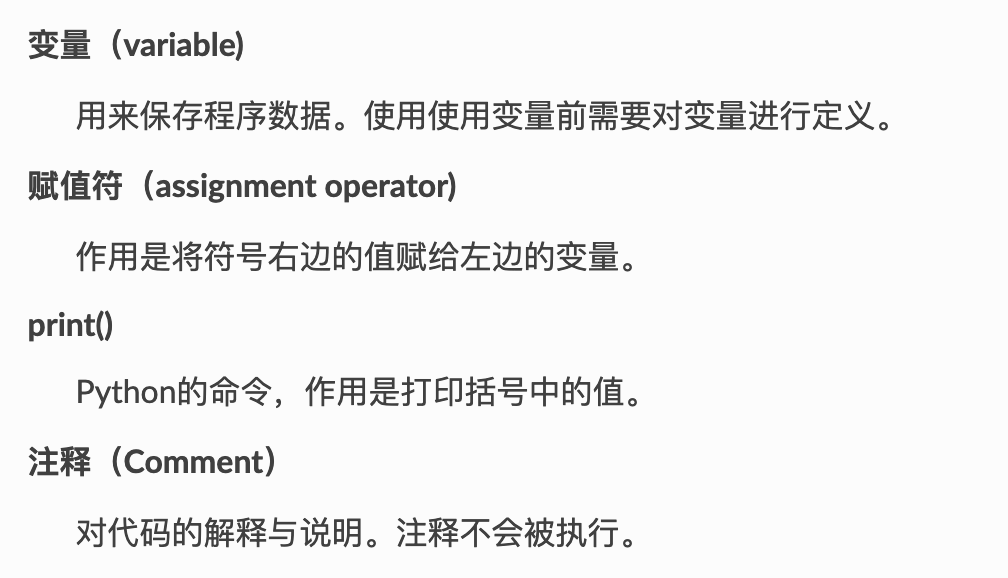 变量（variable)
用来保存程序数据。使用使用变量前需要对变量进行定义。
赋值符（assignment operator)
作用是将符号右边的值赋给左边的变量。
print()
Python的命令，作用是打印括号中的值。
注释（Comment）
对代码的解释与说明。注释不会被执行。